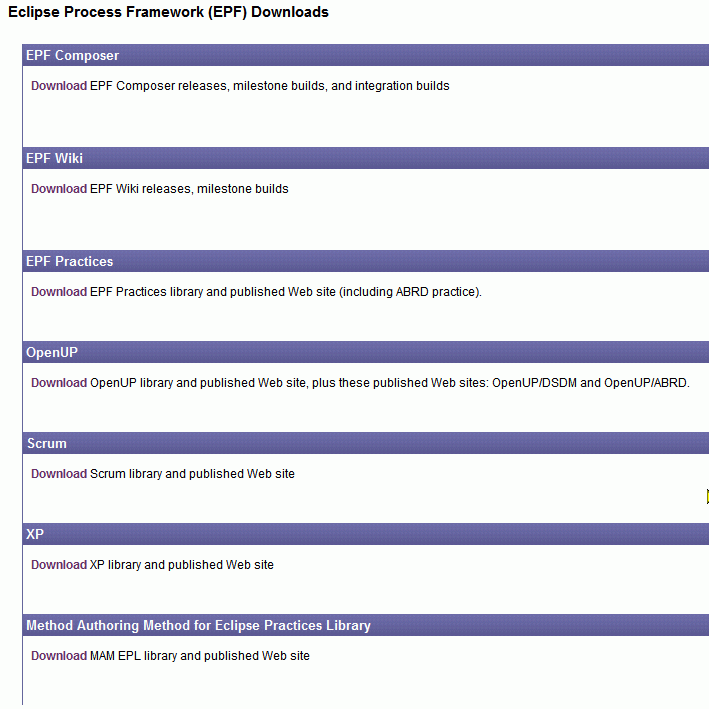 Eclipse Process Framework (EPF) Downloads
EPF Composer
Download EPF Composer releases, milestone builds, and integration builds
EPF Wiki
Download EPF Wiki releases, milestone builds
EPF Practices
Download EPF Practices library and published Web site (including ABRD practice).
OpenUP
Download OpenUP library and published Web site, plus these published Web sites: OpenUP/DSDM and OpenUP/ABRD.
Scrum
Download Scrum library and published Web site
XP
Download XP library and published Web site
Method Authoring Method for Eclipse Practices Library
Download MAM EPL library and published Web site